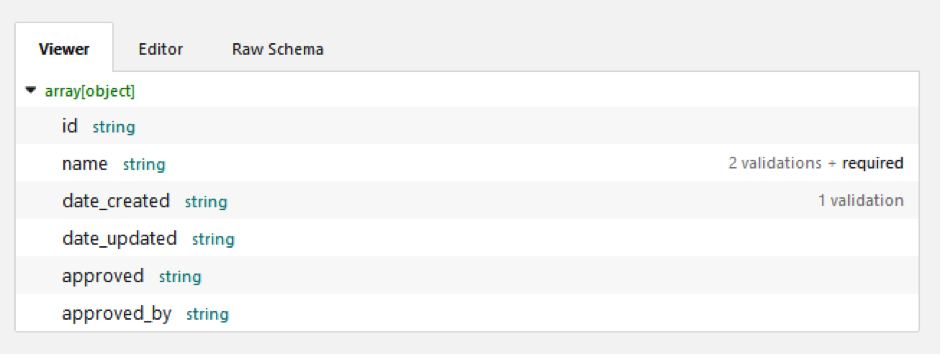 Viewer Editor Raw Schema
array[object]
id string
name string 2 validations + required
date_created string 1 validation
date_updated string
approved string
approved_by string